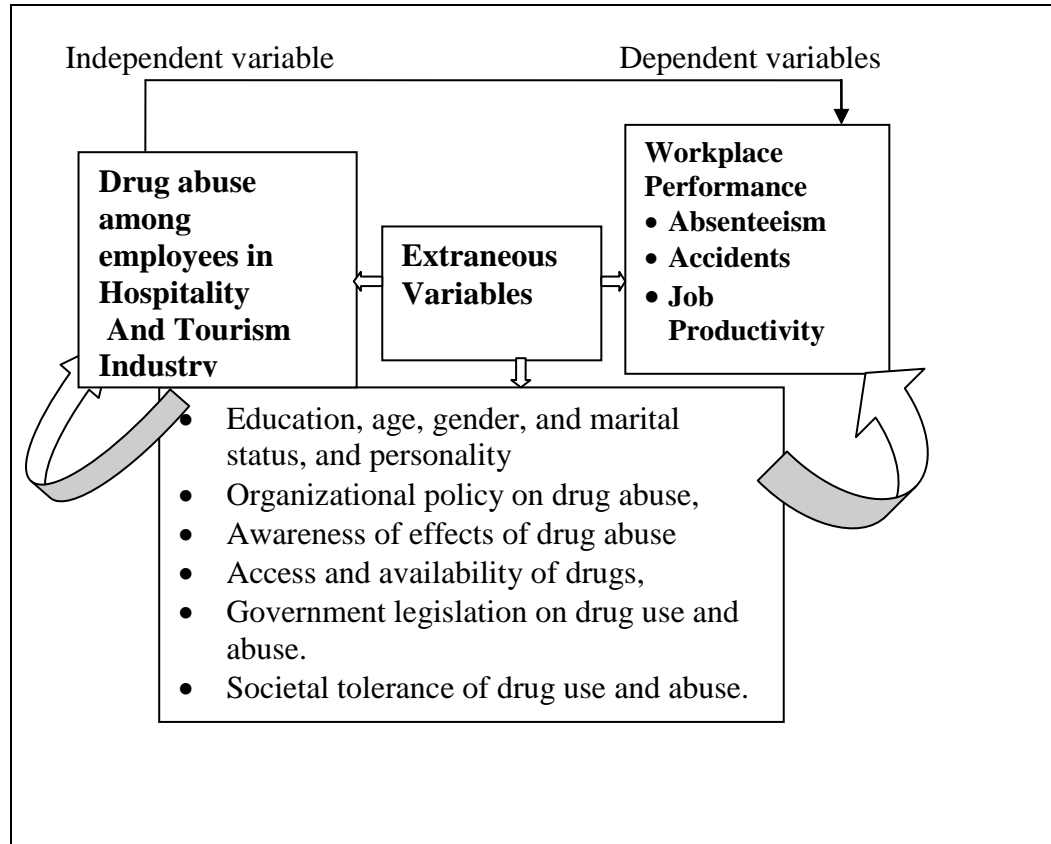 Independent variable
Dependent variables
Drug abuse
among
employees in
Hospitality
And Tourism
Industry
Extraneous
Variables
Workplace
Performance
• Absenteeism
• Accidents
• Job
Productivity
• Education, age, gender, and marital
status, and personality
• Organizational policy on drug abuse,
• Awareness of effects of drug abuse
• Access and availability of drugs,
• Government legislation on drug use and
abuse.
• Societal tolerance of drug use and abuse.